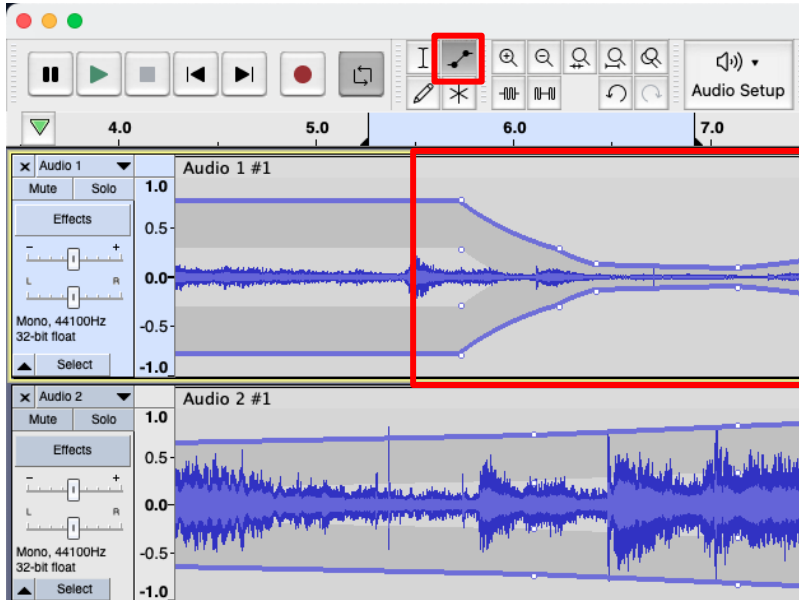 Audio Setup
4.0 5.0 6.0 7.0
Audio 1
Audio 1 #1
Mute Solo
1.0
Effects
0.5
- +
L R
0.0
Mono, 44100Hz
32-bit float
-0.5
Select
-1.0
Audio 2
Audio 2 #1
Mute Solo
1.0
Effects
0.5
- +
L R
0.0
Mono, 44100Hz
32-bit float
-0.5
Select
-1.0